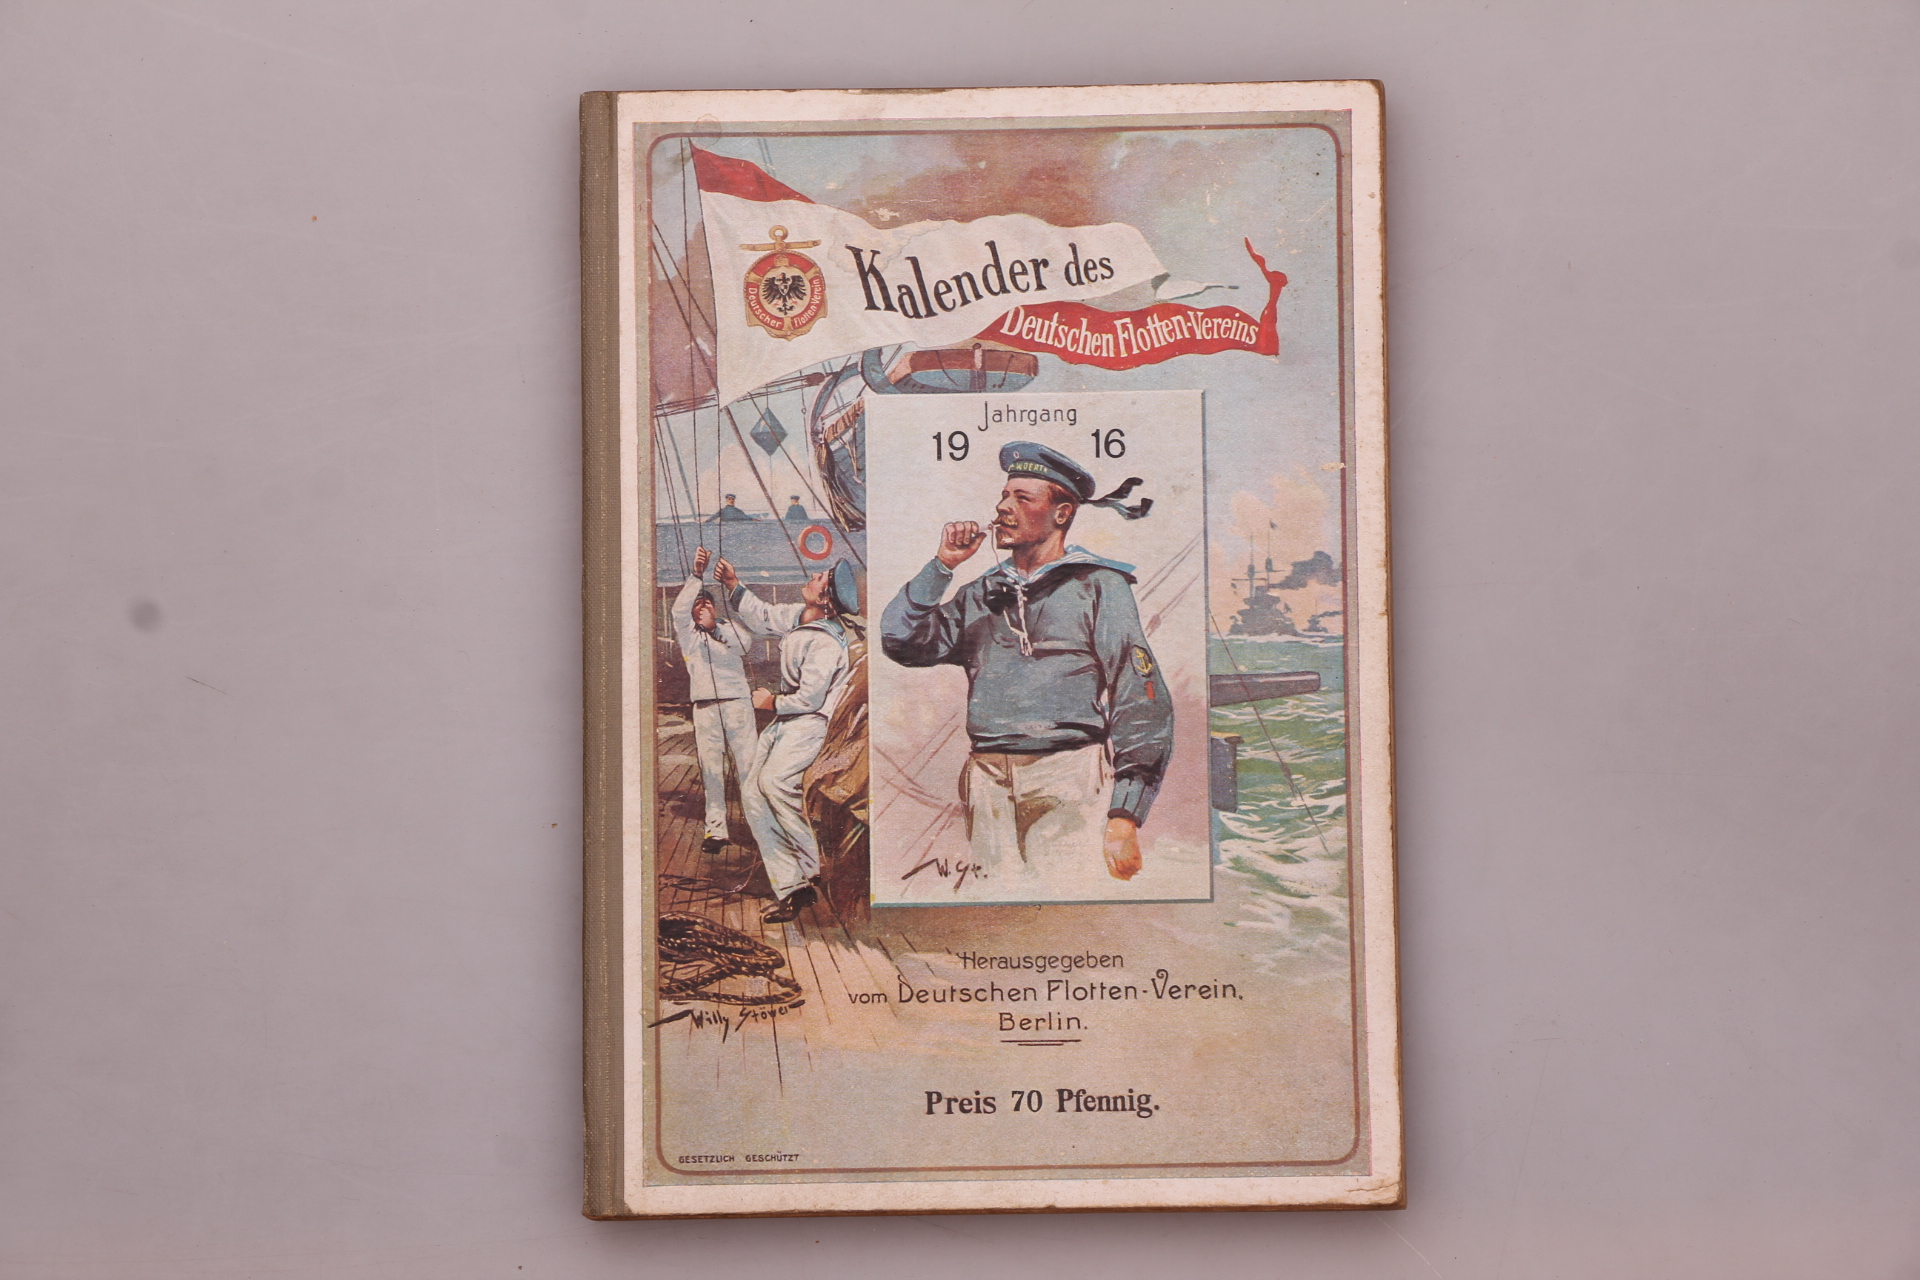 Kalender des
Deutschen Flotten-Vereins
Deutscher Flotten Verein
Jahrgang
19 16
WOERTH
W. St.
Herausgegeben
vom Deutschen Flotten-Verein.
Berlin.
Willy Stöwer
Preis 70 Pfennig.
GESETZLICH GESCHÜTZT